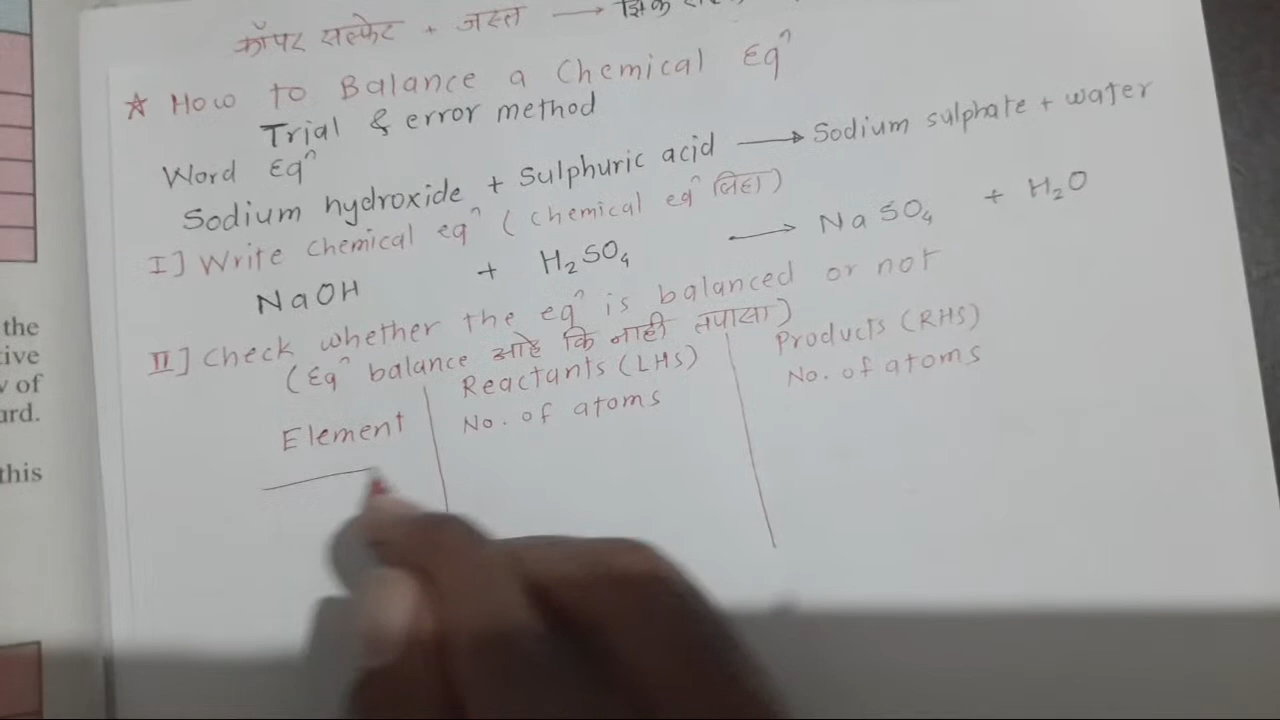 the
ive
of
ard.
this
कॉपर सल्फेट + जस्त → झिंक
☆ How to Balance a Chemical Eqⁿ
Trial & error method
Word Eqⁿ
Sodium hydroxide + Sulphuric acid → Sodium sulphate + water
I] Write chemical eqⁿ (chemical eqⁿ लिहा)
NaOH + H₂SO₄ → NaSO₄ + H₂O
II] Check whether the eqⁿ is balanced or not
(Eqⁿ balance आहे कि नाही तपासा)
Element | Reactants (LHS) | Products (RHS)
No. of atoms | No. of atoms